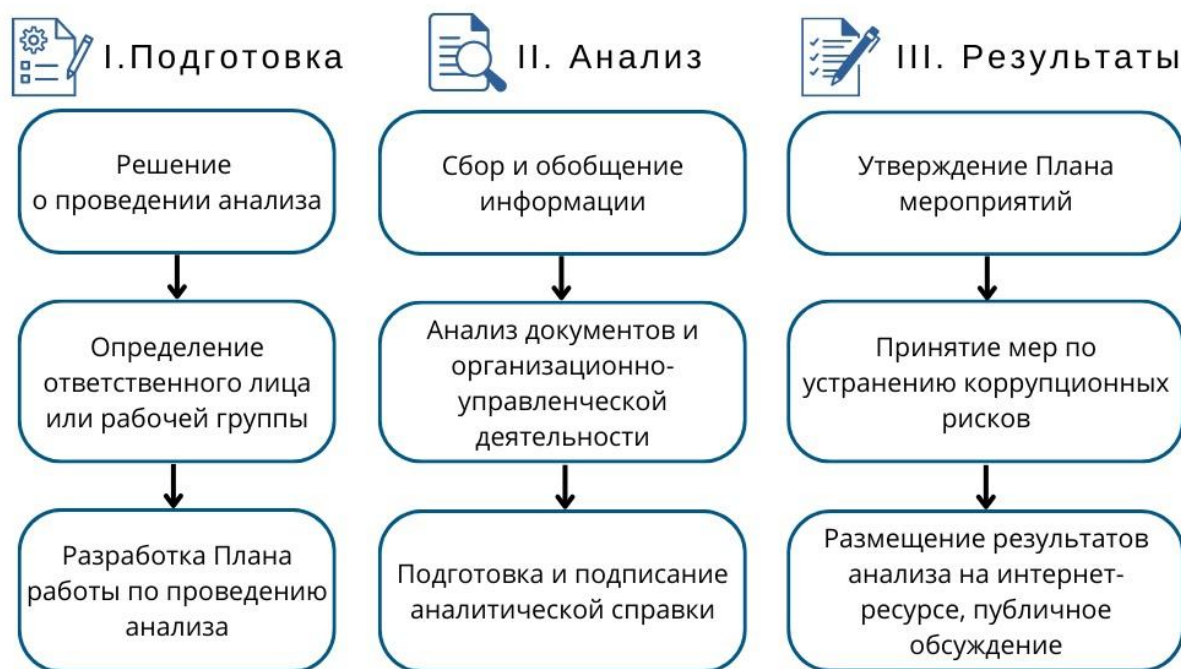 I.Подготовка
Решение
о проведении анализа
Определение
ответственного лица
или рабочей группы
Разработка Плана
работы по проведению
анализа
II. Анализ
Сбор и обобщение
информации
Анализ документов и
организационно-
управленческой
деятельности
Подготовка и подписание
аналитической справки
III. Результаты
Утверждение Плана
мероприятий
Принятие мер по
устранению коррупционных
рисков
Размещение результатов
анализа на интернет-
ресурсе, публичное
обсуждение